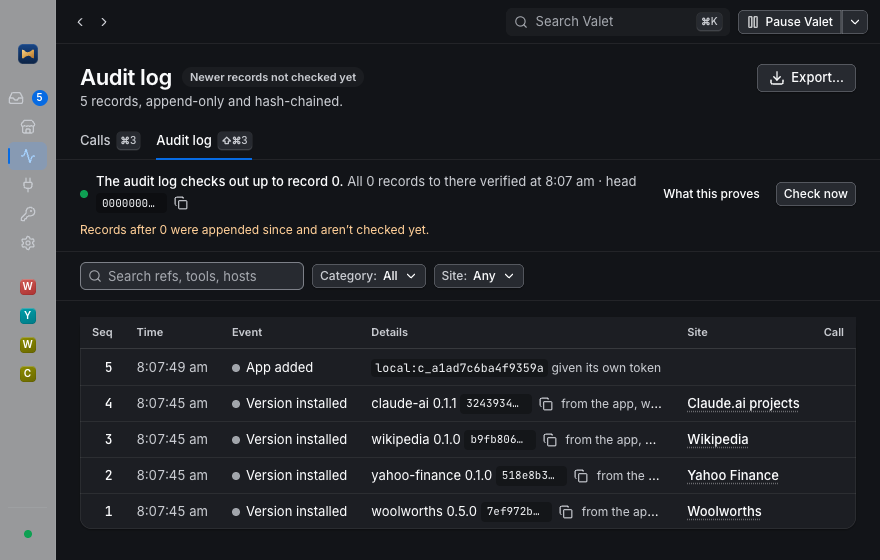 Search Valet ⌘K
Pause Valet
5
Audit log Newer records not checked yet
5 records, append-only and hash-chained.
Export...
Calls ⌘3 Audit log ⇧⌘3
The audit log checks out up to record 0. All 0 records to there verified at 8:07 am · head
0000000…
What this proves Check now
Records after 0 were appended since and aren’t checked yet.
Search refs, tools, hosts
Category: All
Site: Any
Seq Time Event Details Site Call
5 8:07:49 am App added local:c_a1ad7c6ba4f9359a given its own token
4 8:07:45 am Version installed claude-ai 0.1.1 3243934… from the app, w… Claude.ai projects
3 8:07:45 am Version installed wikipedia 0.1.0 b9fb806… from the app, … Wikipedia
2 8:07:45 am Version installed yahoo-finance 0.1.0 518e8b3… from the … Yahoo Finance
1 8:07:45 am Version installed woolworths 0.5.0 7ef972b… from the ap… Woolworths
W
Y
W
C